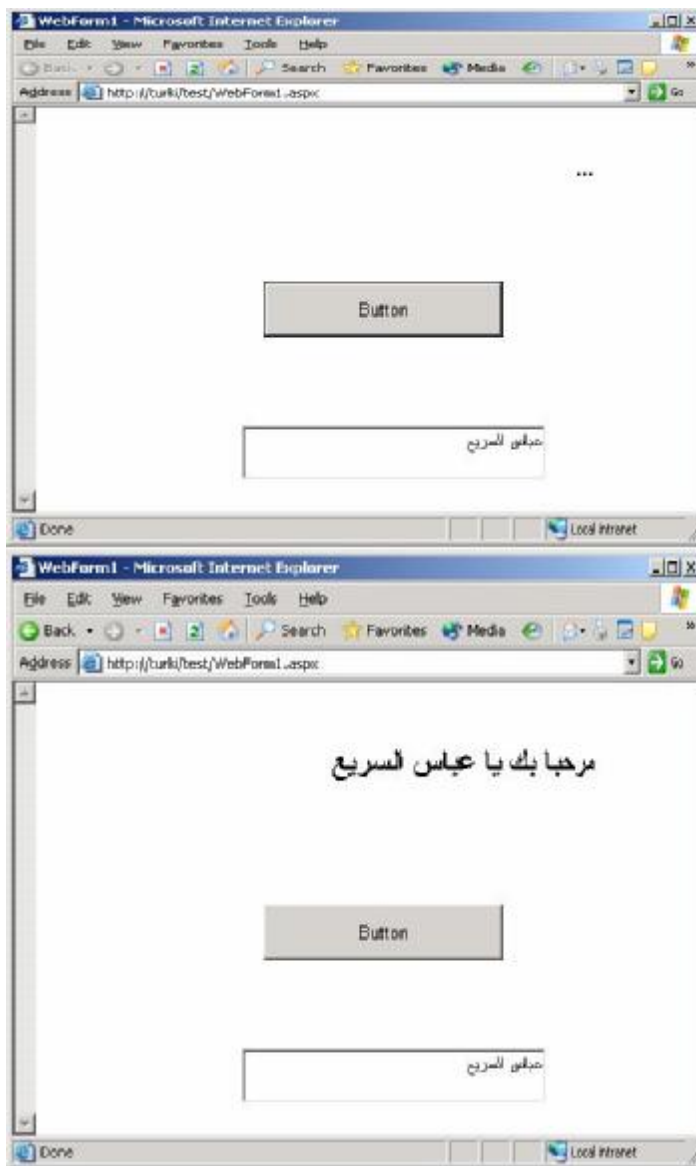 WebForm1 - Microsoft Internet Explorer
File Edit View Favorites Tools Help
Back Search Favorites Media »
Address http://turki/test/WebForm1.aspx Go
...
Button
عباس السريع
Done Local intranet
WebForm1 - Microsoft Internet Explorer
File Edit View Favorites Tools Help
Back Search Favorites Media »
Address http://turki/test/WebForm1.aspx Go
مرحبا بك يا عباس السريع
Button
عباس السريع
Done Local intranet